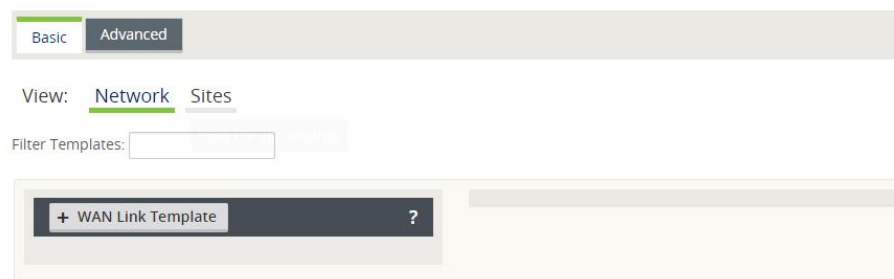 Basic Advanced
View: Network Sites
Filter Templates:
+ WAN Link Template ?